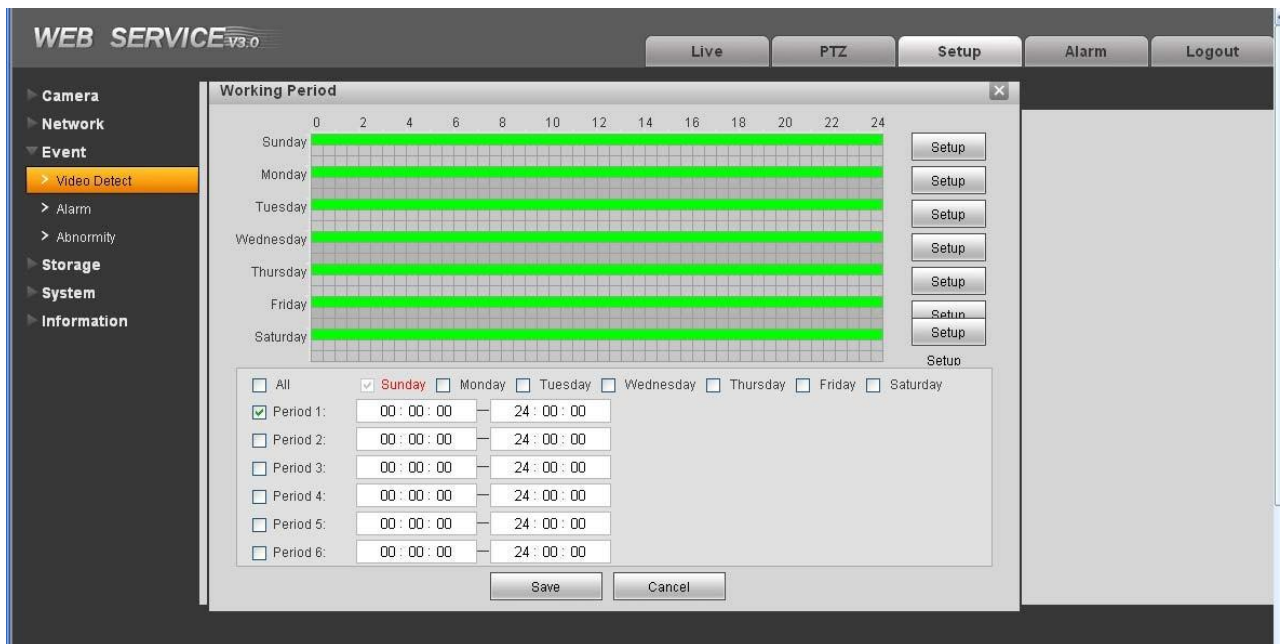 WEB SERVICE V3.0
Live PTZ Setup Alarm Logout
Camera
Network
Event
> Video Detect
> Alarm
> Abnormity
Storage
System
Information
Working Period
0 2 4 6 8 10 12 14 16 18 20 22 24
Sunday Setup
Monday Setup
Tuesday Setup
Wednesday Setup
Thursday Setup
Friday Setup
Saturday Setup
Setup
All Sunday Monday Tuesday Wednesday Thursday Friday Saturday
Period 1: 00 : 00 : 00 — 24 : 00 : 00
Period 2: 00 : 00 : 00 — 24 : 00 : 00
Period 3: 00 : 00 : 00 — 24 : 00 : 00
Period 4: 00 : 00 : 00 — 24 : 00 : 00
Period 5: 00 : 00 : 00 — 24 : 00 : 00
Period 6: 00 : 00 : 00 — 24 : 00 : 00
Save Cancel